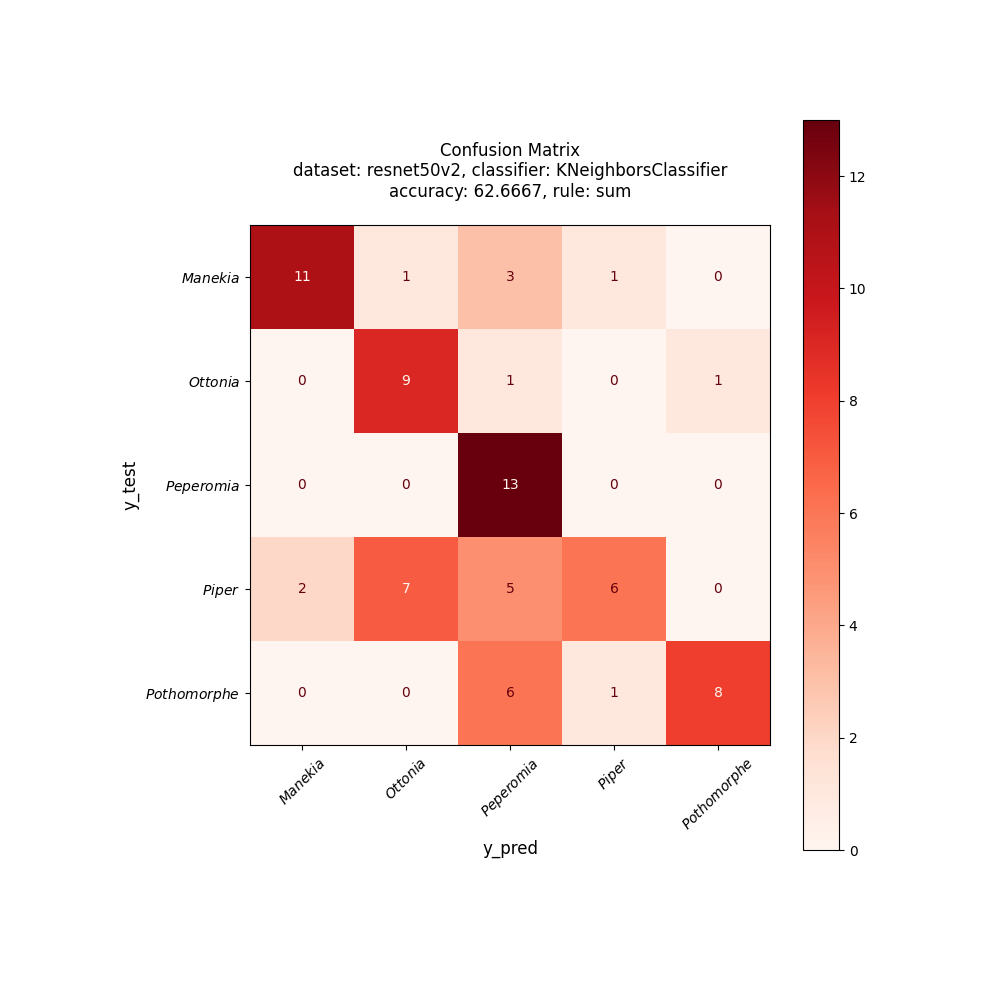 Confusion Matrix
dataset: resnet50v2, classifier: KNeighborsClassifier
accuracy: 62.6667, rule: sum
Manekia 11 1 3 1 0
Ottonia 0 9 1 0 1
Peperomia 0 0 13 0 0
Piper 2 7 5 6 0
Pothomorphe 0 0 6 1 8
Manekia Ottonia Peperomia Piper Pothomorphe
y_test
y_pred
12
10
8
6
4
2
0